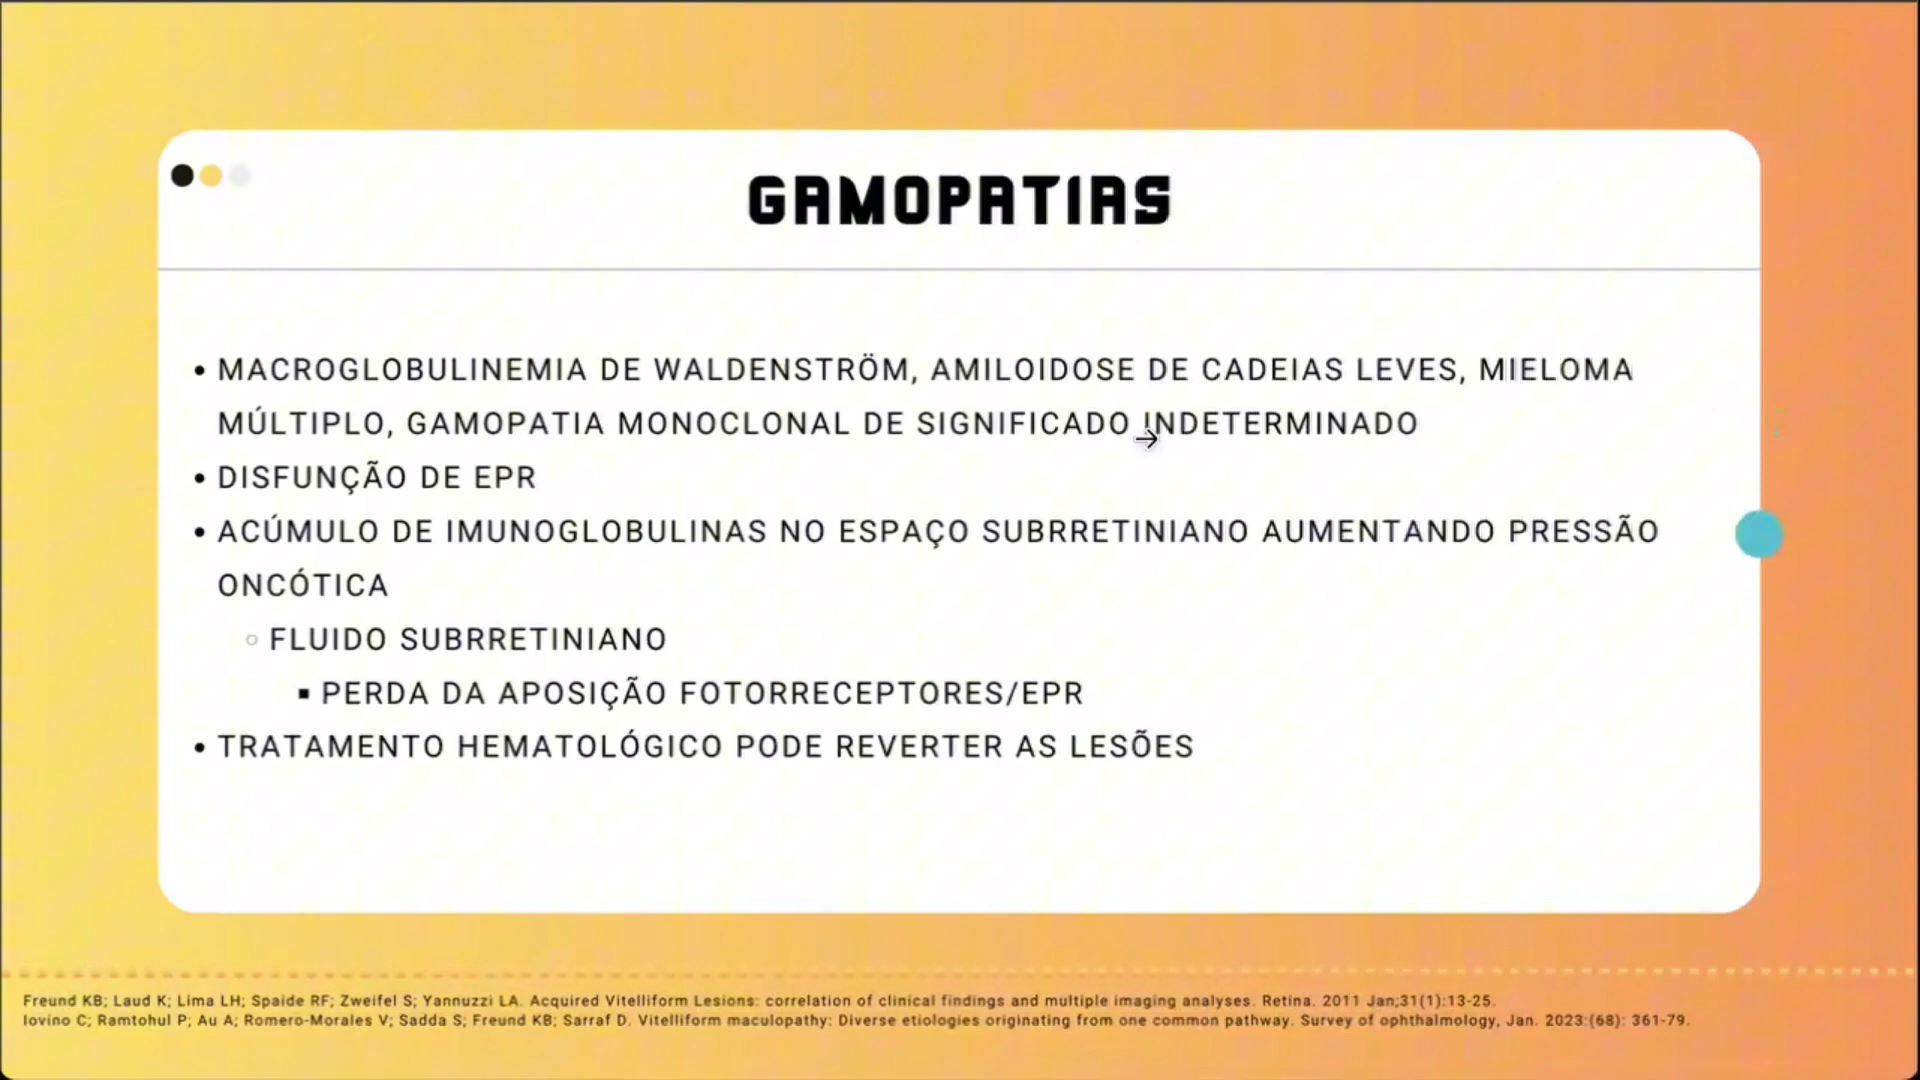 GAMOPATIAS
• MACROGLOBULINEMIA DE WALDENSTRÖM, AMILOIDOSE DE CADEIAS LEVES, MIELOMA
MÚLTIPLO, GAMOPATIA MONOCLONAL DE SIGNIFICADO INDETERMINADO
• DISFUNÇÃO DE EPR
• ACÚMULO DE IMUNOGLOBULINAS NO ESPAÇO SUBRRETINIANO AUMENTANDO PRESSÃO
ONCÓTICA
○ FLUIDO SUBRRETINIANO
▪ PERDA DA APOSIÇÃO FOTORRECEPTORES/EPR
• TRATAMENTO HEMATOLÓGICO PODE REVERTER AS LESÕES
Freund KB; Laud K; Lima LH; Spaide RF; Zweifel S; Yannuzzi LA. Acquired Vitelliform Lesions: correlation of clinical findings and multiple imaging analyses. Retina. 2011 Jan;31(1):13-25.
Iovino C; Ramtohul P; Au A; Romero-Morales V; Sadda S; Freund KB; Sarraf D. Vitelliform maculopathy: Diverse etiologies originating from one common pathway. Survey of ophthalmology, Jan. 2023:(68): 361-79.